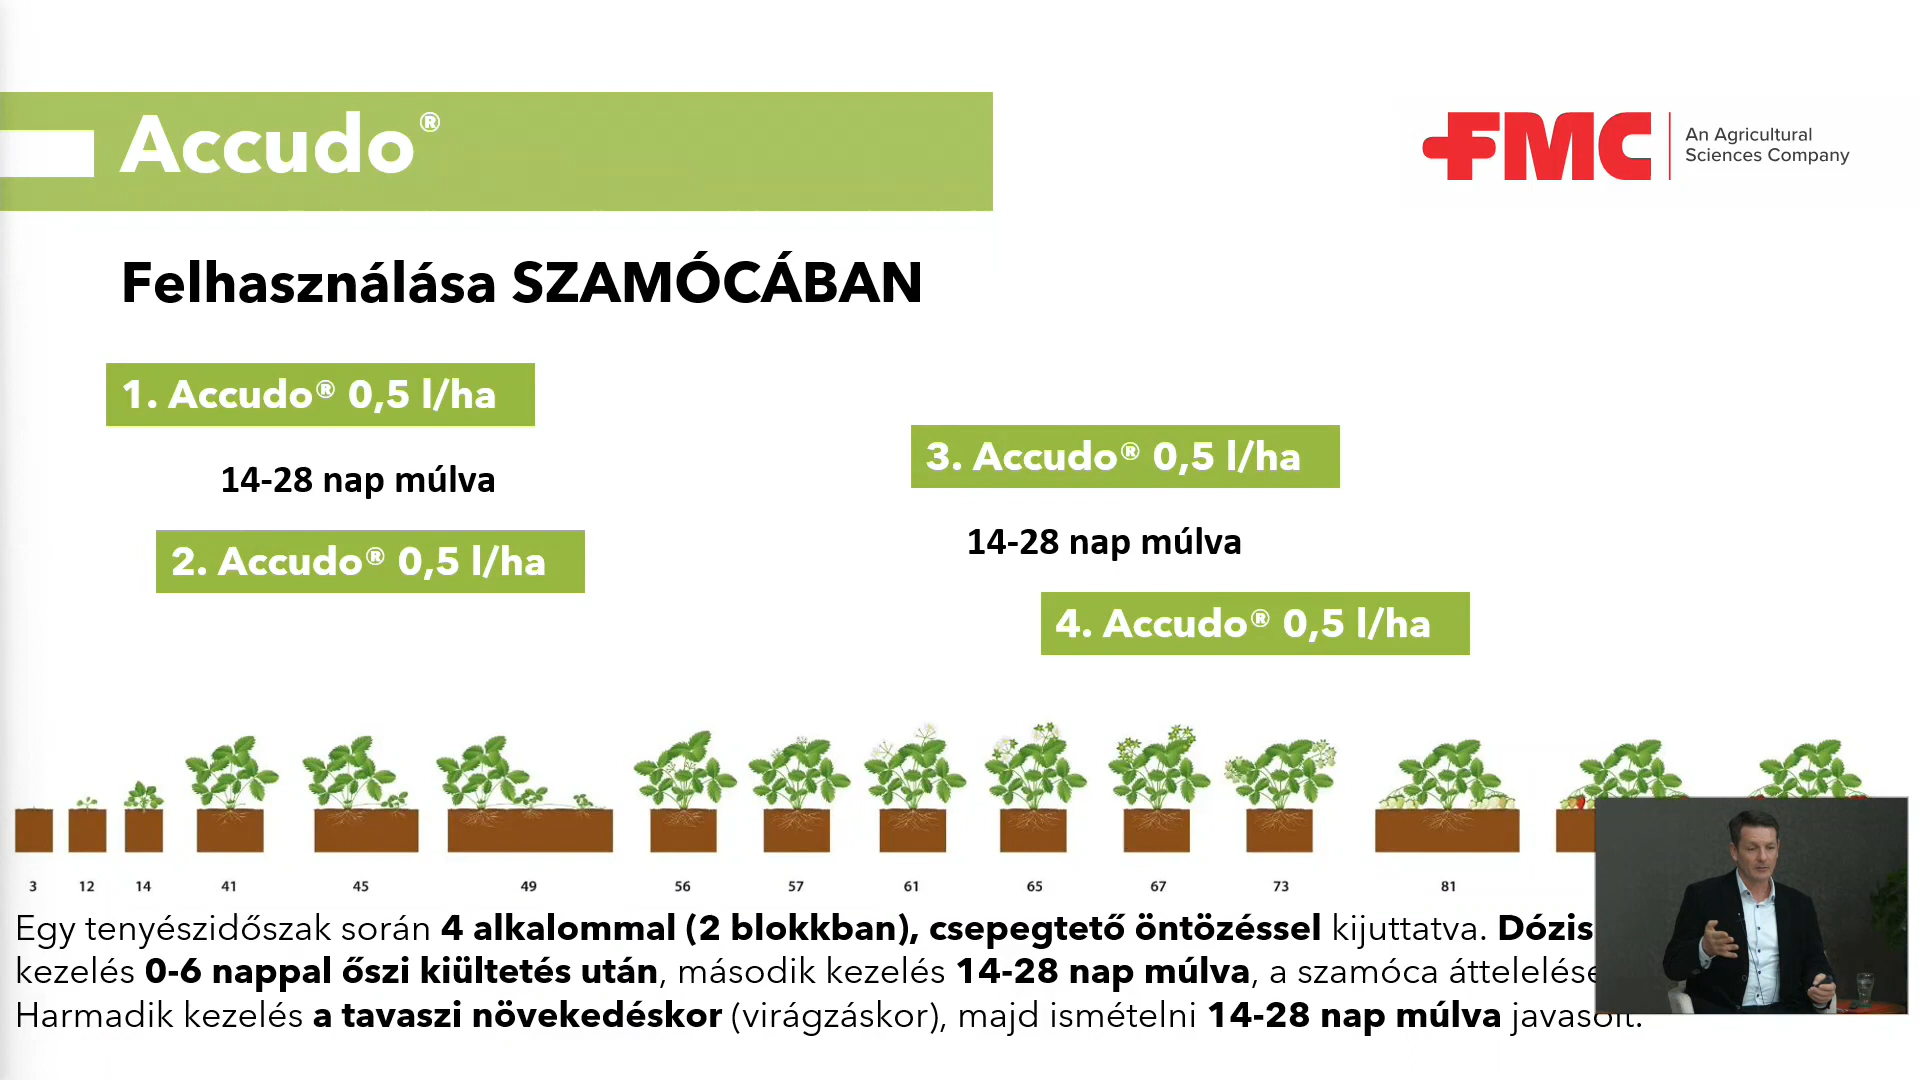 Accudo®
FMC
An Agricultural
Sciences Company
Felhasználása SZAMÓCÁBAN
1. Accudo® 0,5 l/ha
14-28 nap múlva
2. Accudo® 0,5 l/ha
3. Accudo® 0,5 l/ha
14-28 nap múlva
4. Accudo® 0,5 l/ha
3 12 14 41 45 49 56 57 61 65 67 73 81
Egy tenyészidőszak során 4 alkalommal (2 blokkban), csepegtető öntözéssel kijuttatva. Dózis
kezelés 0-6 nappal őszi kiültetés után, második kezelés 14-28 nap múlva, a szamóca áttelelése
Harmadik kezelés a tavaszi növekedéskor (virágzáskor), majd ismételni 14-28 nap múlva javasolt.